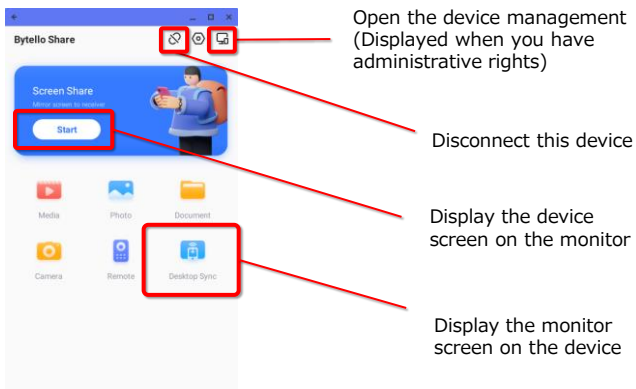 Bytello Share
Screen Share
Mirror screen to receiver
Start
Media
Photo
Document
Camera
Remote
Desktop Sync
Open the device management
(Displayed when you have
administrative rights)
Disconnect this device
Display the device
screen on the monitor
Display the monitor
screen on the device